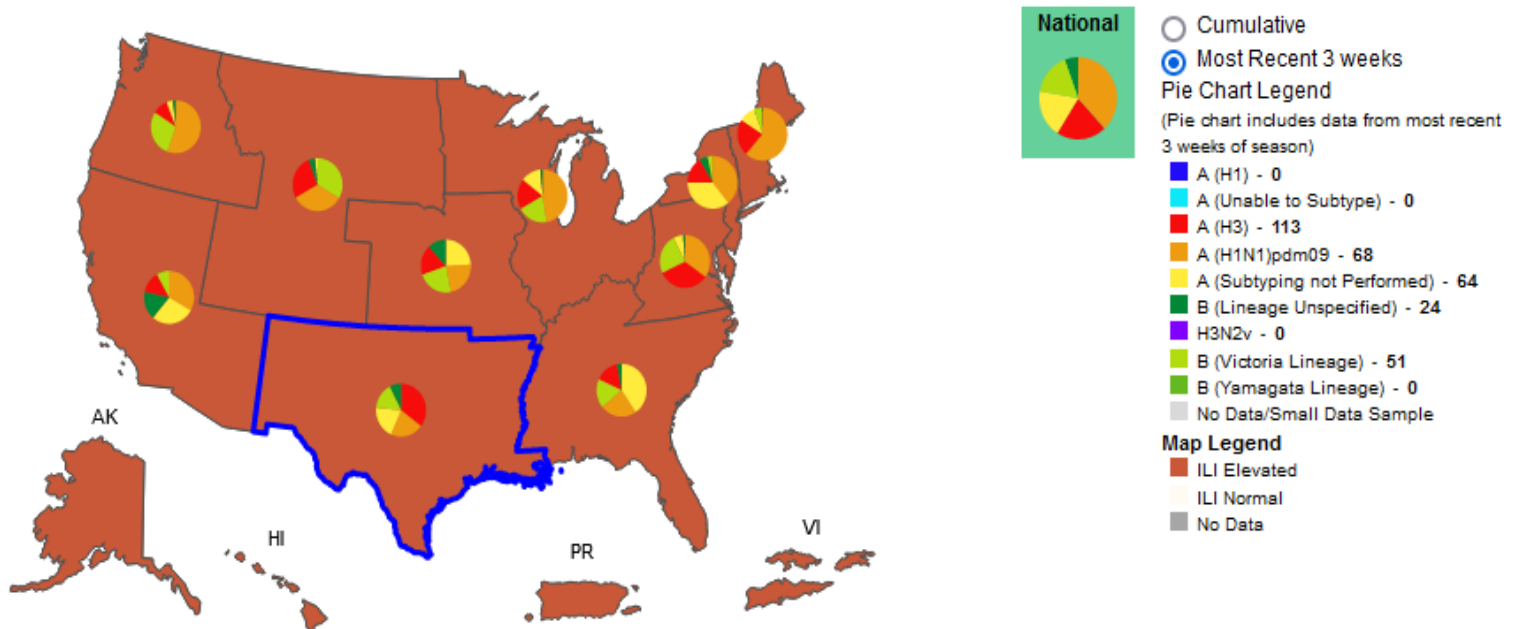 National
Cumulative
Most Recent 3 weeks
Pie Chart Legend
(Pie chart includes data from most recent
3 weeks of season)
A (H1) - 0
A (Unable to Subtype) - 0
A (H3) - 113
A (H1N1)pdm09 - 68
A (Subtyping not Performed) - 64
B (Lineage Unspecified) - 24
H3N2v - 0
B (Victoria Lineage) - 51
B (Yamagata Lineage) - 0
No Data/Small Data Sample
Map Legend
ILI Elevated
ILI Normal
No Data
AK
HI
PR
VI